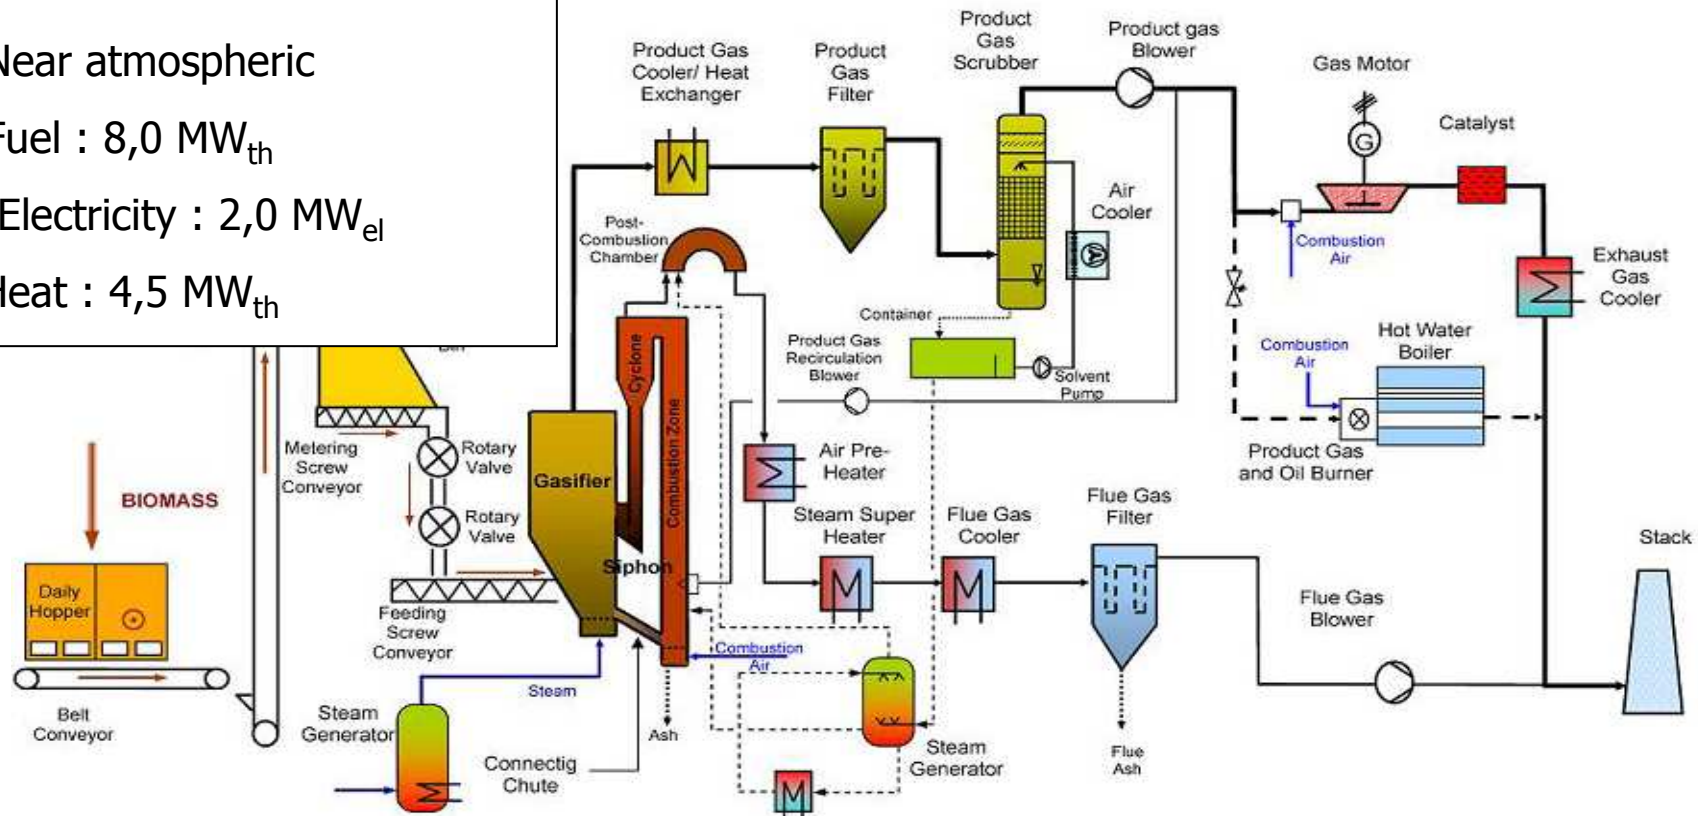 Near atmospheric
Fuel : 8,0 MWth
Electricity : 2,0 MWel
Heat : 4,5 MWth
Product Gas
Cooler/ Heat
Exchanger
Product
Gas
Filter
Product
Gas
Scrubber
Product gas
Blower
Gas Motor
G
Catalyst
Air
Cooler
Combustion
Air
Exhaust
Gas
Cooler
Post-
Combustion
Chamber
Container
Product Gas
Recirculation
Blower
Solvent
Pump
Combustion
Air
Hot Water
Boiler
Product Gas
and Oil Burner
Cyclone
Combustion Zone
Gasifier
Siphon
Metering
Screw
Conveyor
Rotary
Valve
Rotary
Valve
BIOMASS
Daily
Hopper
Belt
Conveyor
Feeding
Screw
Conveyor
Air Pre-
Heater
Steam Super
Heater
Flue Gas
Cooler
Flue Gas
Filter
Flue Gas
Blower
Stack
Combustion
Air
Steam
Steam
Generator
Connectig
Chute
Ash
Steam
Generator
Flue
Ash